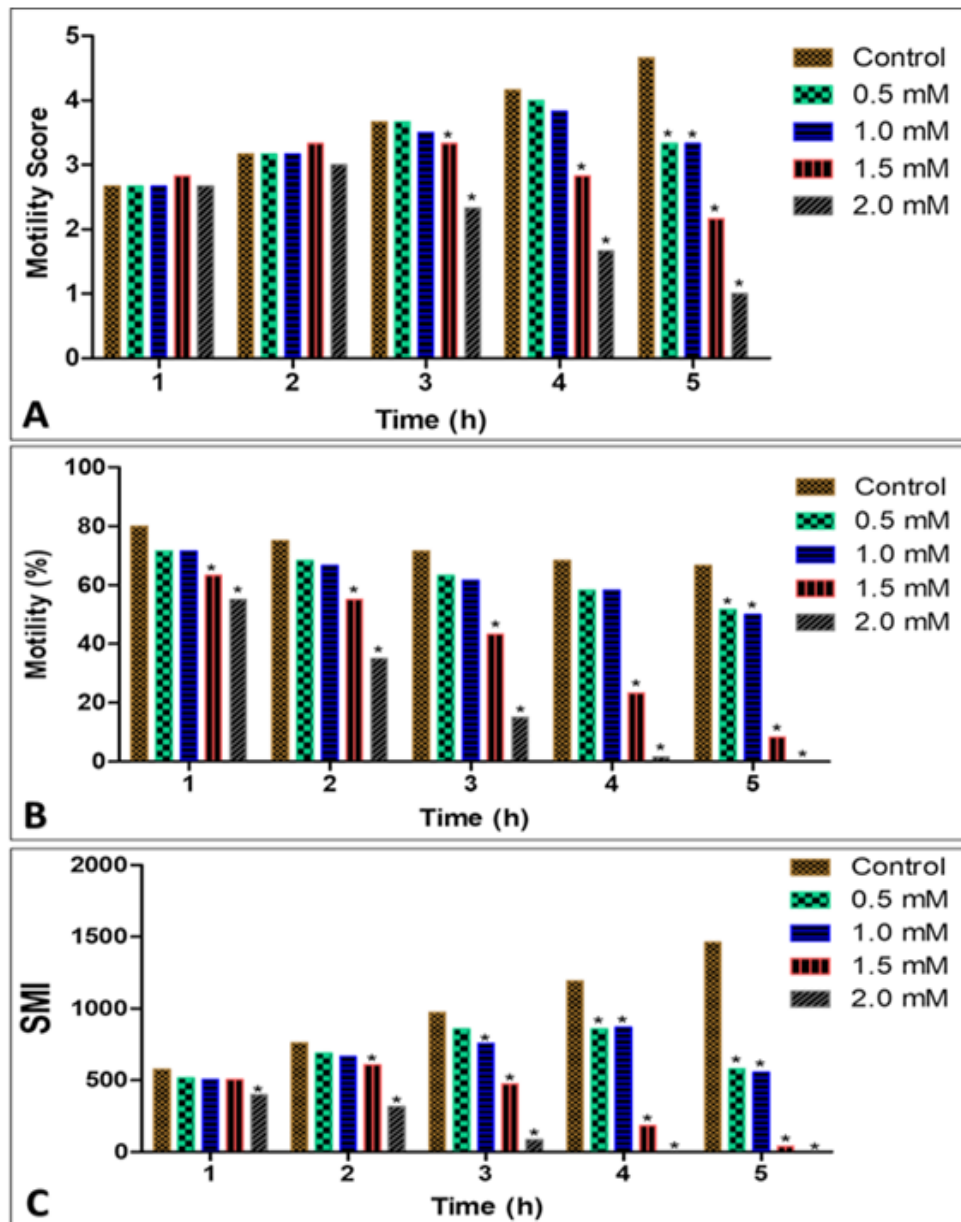 5
4
3
2
1
0
Motility Score
* * * * * * * *
1 2 3 4 5
Time (h)
A
Control
0.5 mM
1.0 mM
1.5 mM
2.0 mM
100
80
60
40
20
0
Motility (%)
* * * * * * * * * * * *
1 2 3 4 5
Time (h)
B
Control
0.5 mM
1.0 mM
1.5 mM
2.0 mM
2000
1500
1000
500
0
SMI
* * * * * * * * * * * * * *
1 2 3 4 5
Time (h)
C
Control
0.5 mM
1.0 mM
1.5 mM
2.0 mM